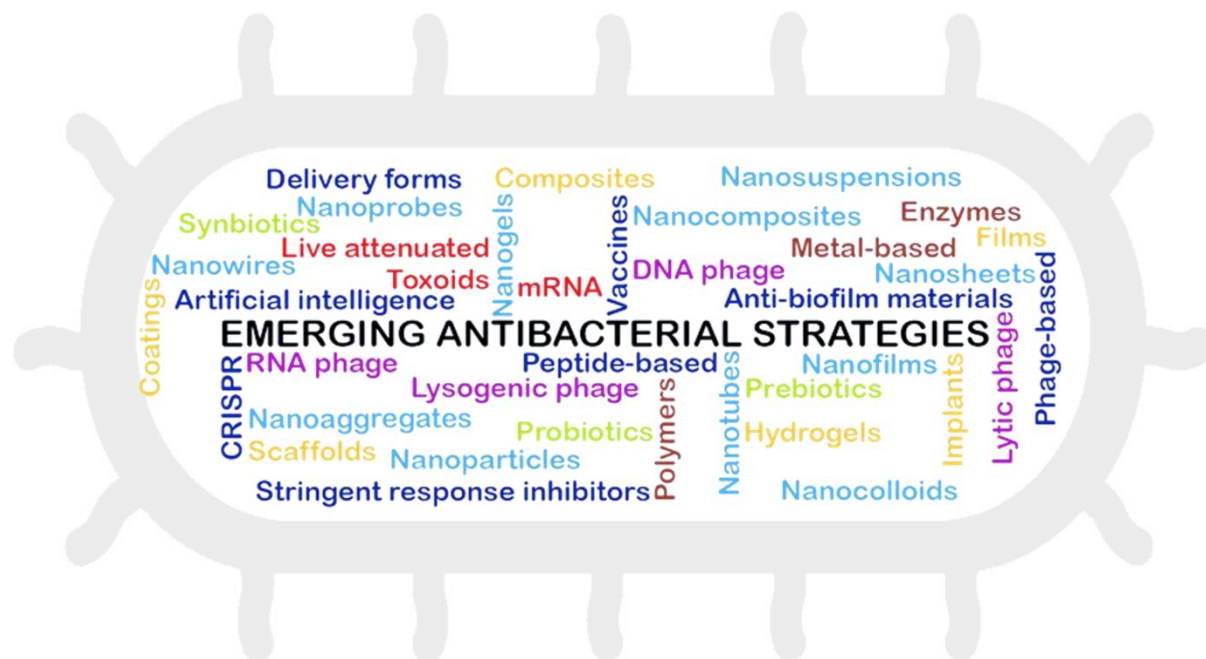 Delivery forms
Composites
Nanosuspensions
Nanoprobes
Synbiotics
Nanogels
Vaccines
Nanocomposites
Enzymes
Films
Live attenuated
Metal-based
Nanowires
Toxoids
mRNA
DNA phage
Nanosheets
Phage-based
Coatings
Artificial intelligence
Anti-biofilm materials
EMERGING ANTIBACTERIAL STRATEGIES
CRISPR
RNA phage
Peptide-based
Nanofilms
Lytic phage
Lysogenic phage
Polymers
Nanotubes
Prebiotics
Implants
Nanoaggregates
Probiotics
Hydrogels
Scaffolds
Nanoparticles
Stringent response inhibitors
Nanocolloids